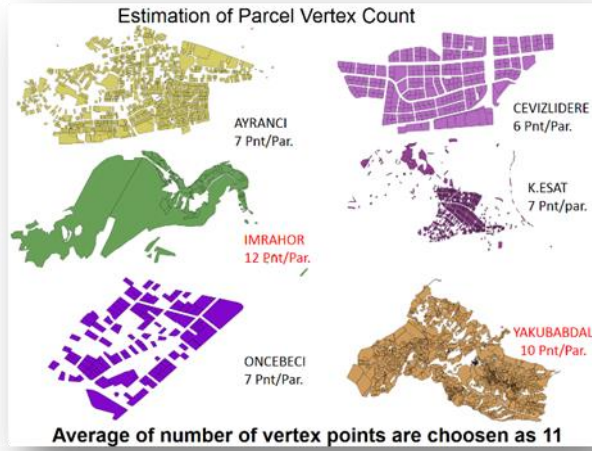 Estimation of Parcel Vertex Count
AYRANCI
7 Pnt/Par.
CEVIZLIDERE
6 Pnt/Par.
IMRAHOR
12 Pnt/Par.
K.ESAT
7 Pnt/par.
ONCEBECI
7 Pnt/Par.
YAKUBABDAL
10 Pnt/Par.
Average of number of vertex points are choosen as 11